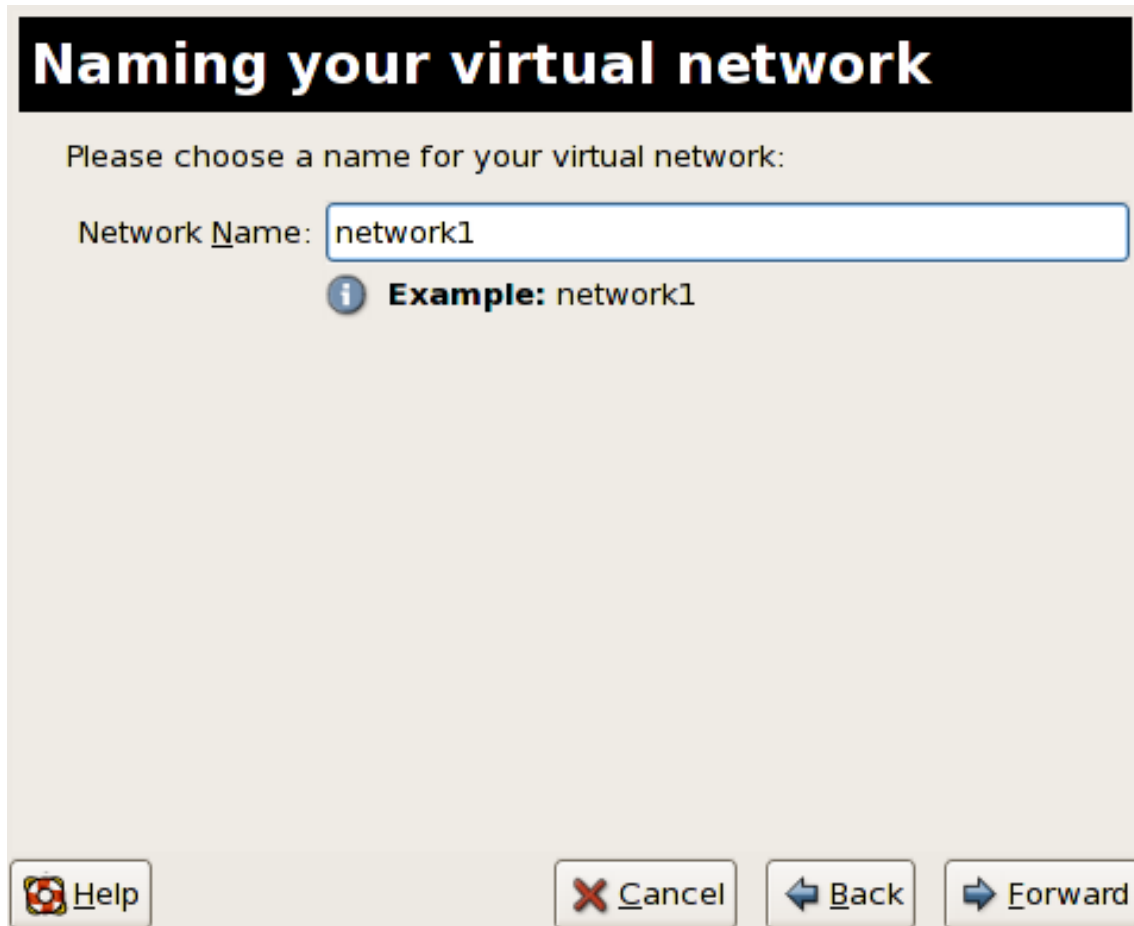 Naming your virtual network
Please choose a name for your virtual network:
Network Name: network1
Example: network1
Help Cancel Back Forward